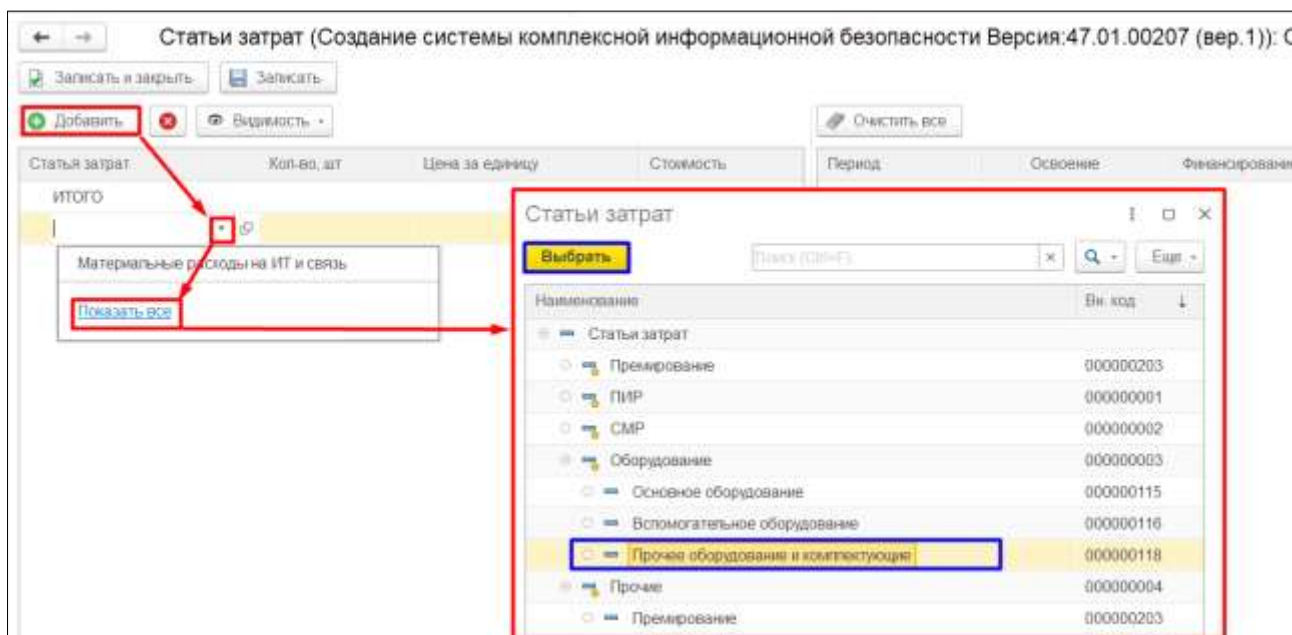 Статьи затрат (Создание системы комплексной информационной безопасности Версия:47.01.00207 (вер.1)): С
Записать и закрыть Записать
Добавить Видимость Очистить все
Статья затрат Кол-во, шт Цена за единицу Стоимость Период Освоение Финансировани
ИТОГО
Материальные расходы на ИТ и связь
Показать все
Статьи затрат
Выбрать Поиск (Ctrl+F) Еще
Наименование Вн. код
Статьи затрат
Премирование 000000203
ПИР 000000001
СМР 000000002
Оборудование 000000003
Основное оборудование 000000115
Вспомогательное оборудование 000000116
Прочее оборудование и комплектующие 000000118
Прочие 000000004
Премирование 000000203